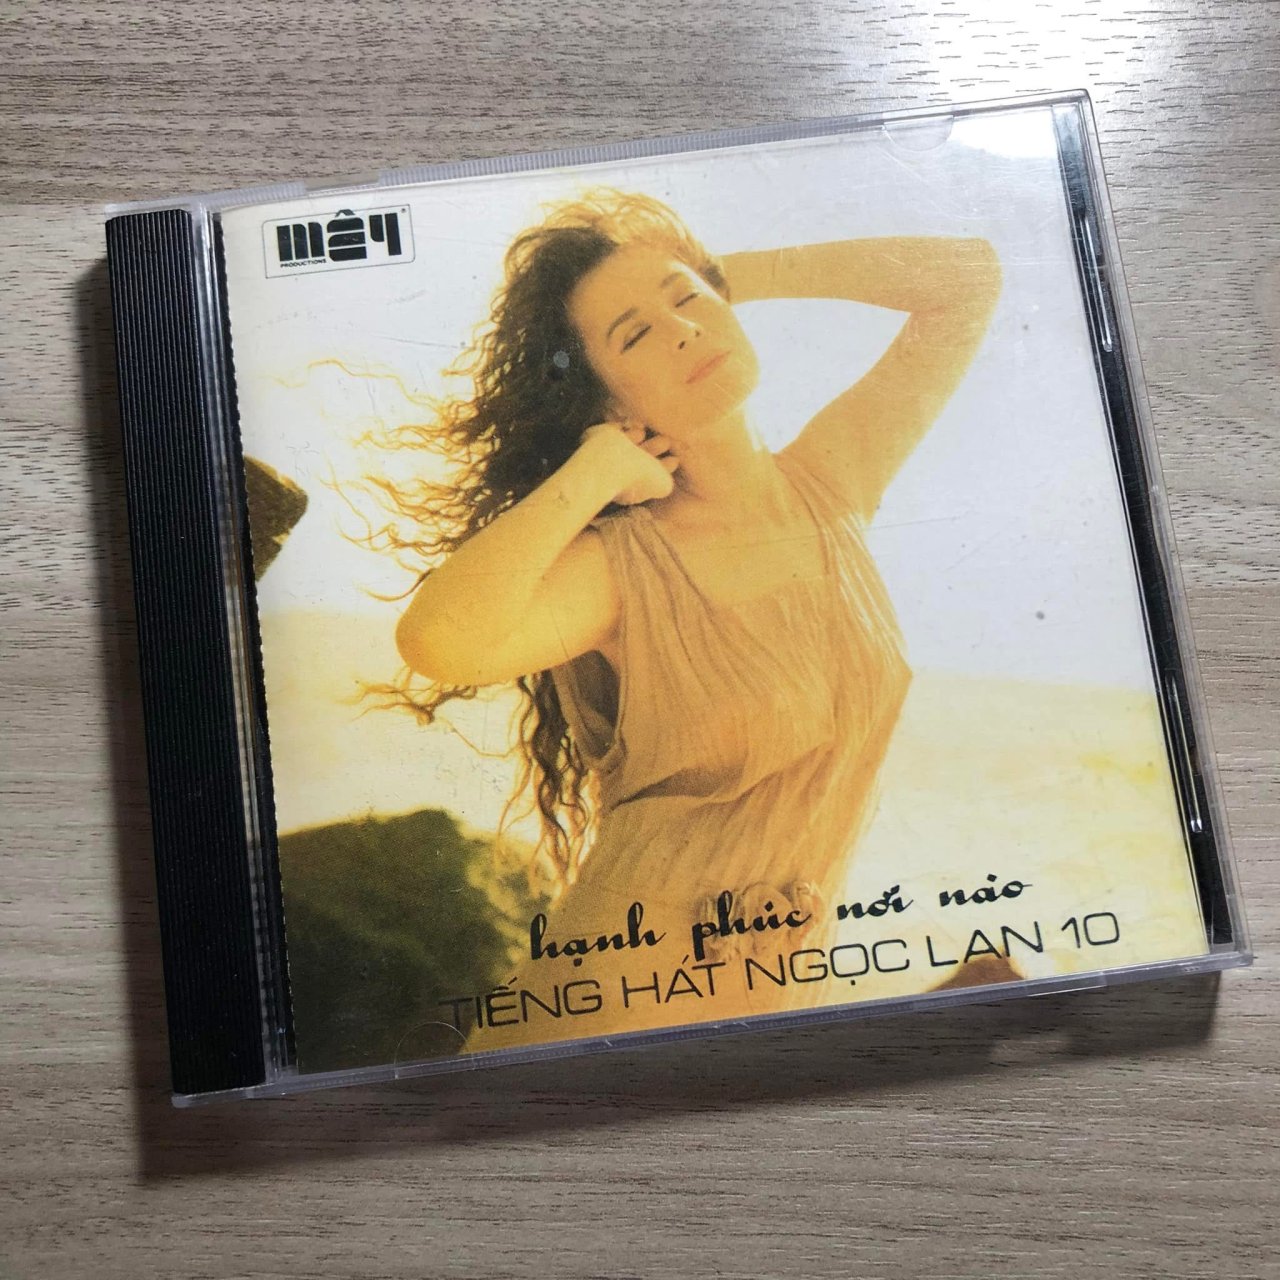 mây
PRODUCTIONS
hạnh phúc nơi nào
TIẾNG HÁT NGỌC LAN 10